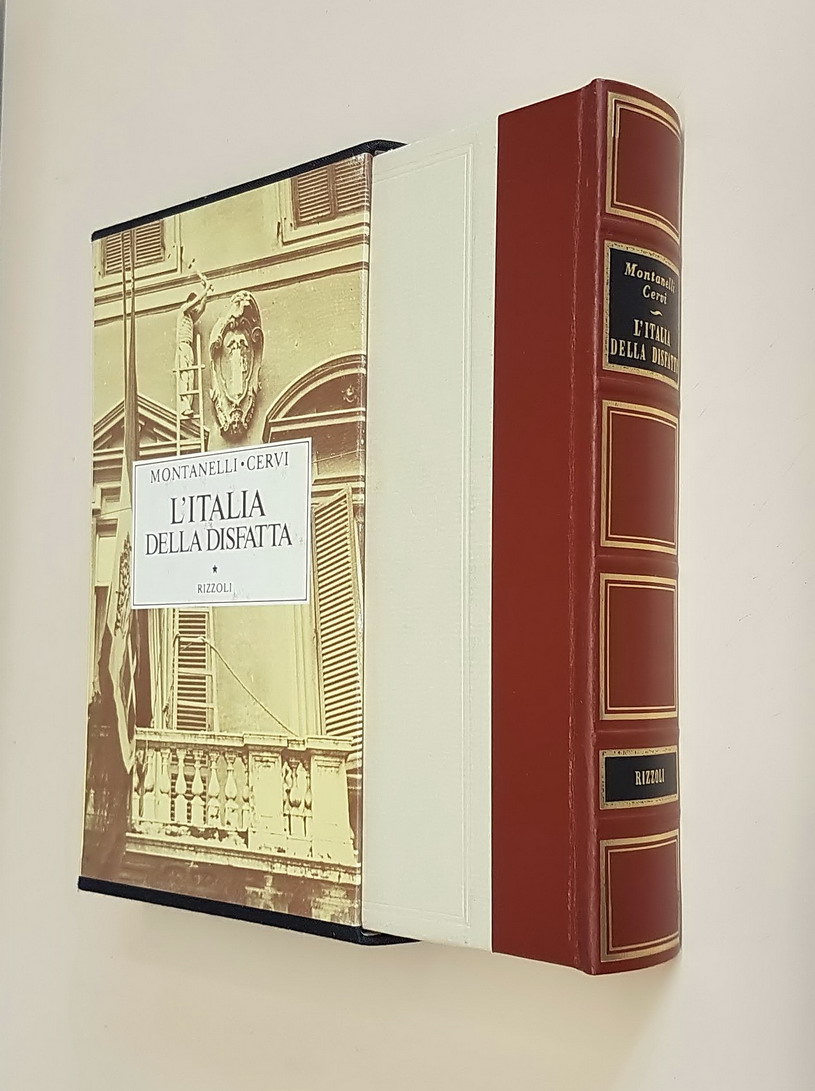 MONTANELLI • CERVI
L'ITALIA
DELLA DISFATTA
★
RIZZOLI
Montanelli
Cervi
L'ITALIA
DELLA DISFATTA
RIZZOLI